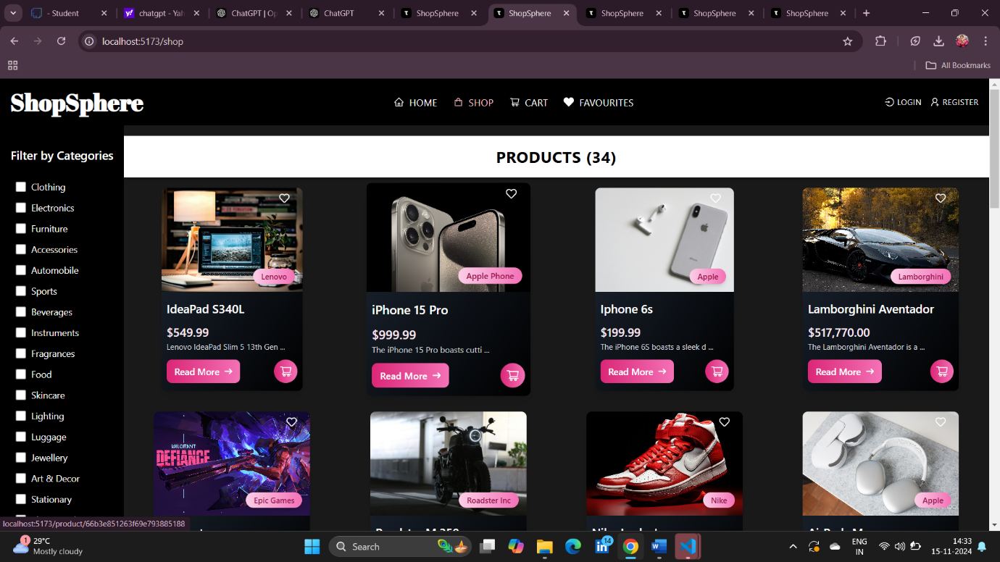 - Student
chatgpt - Yah
ChatGPT | Op
ChatGPT
ShopSphere
ShopSphere
ShopSphere
ShopSphere
ShopSphere
localhost:5173/shop
All Bookmarks
ShopSphere
HOME
SHOP
CART
FAVOURITES
LOGIN
REGISTER
Filter by Categories
Clothing
Electronics
Furniture
Accessories
Automobile
Sports
Beverages
Instruments
Fragrances
Food
Skincare
Lighting
Luggage
Jewellery
Art & Decor
Stationary
PRODUCTS (34)
Lenovo
IdeaPad S340L
$549.99
Lenovo IdeaPad Slim 5 13th Gen ...
Read More
Apple Phone
iPhone 15 Pro
$999.99
The iPhone 15 Pro boasts cutti ...
Read More
Apple
Iphone 6s
$199.99
The iPhone 6S boasts a sleek d ...
Read More
Lamborghini
Lamborghini Aventador
$517,770.00
The Lamborghini Aventador is a ...
Read More
VALORANT
DEFIANCE
Epic Games
Roadster Inc
Nike
Apple
localhost:5173/product/66b3e851263f69e793885188
1
29°C
Mostly cloudy
Search
14
ENG
IN
14:33
15-11-2024